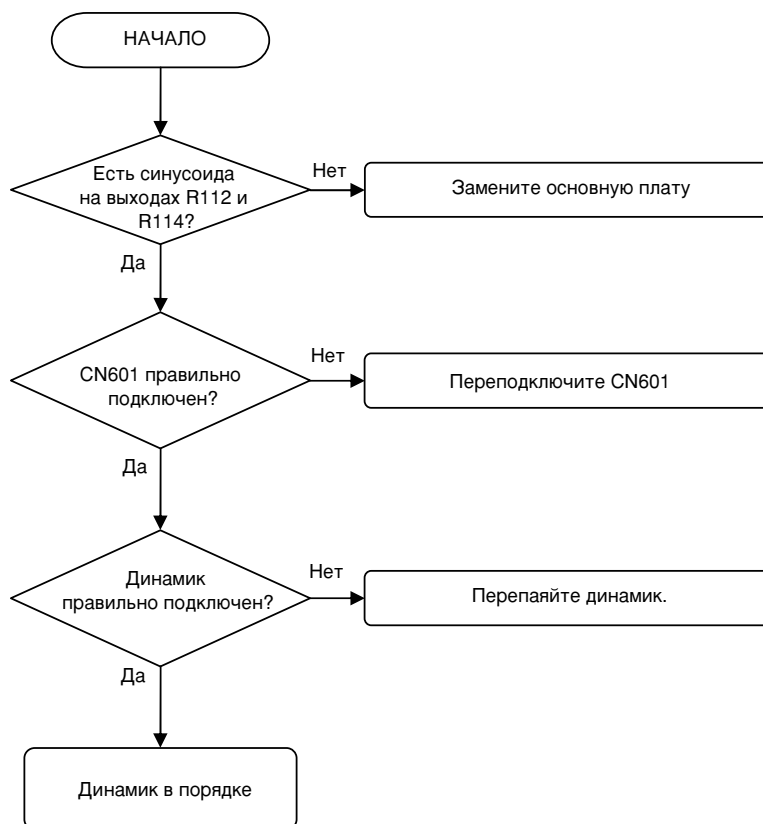 НАЧАЛО
Есть синусоида
на выходах R112 и
R114?
Нет
Замените основную плату
Да
CN601 правильно
подключен?
Нет
Переподключите CN601
Да
Динамик
правильно подключен?
Нет
Перепаяйте динамик.
Да
Динамик в порядке